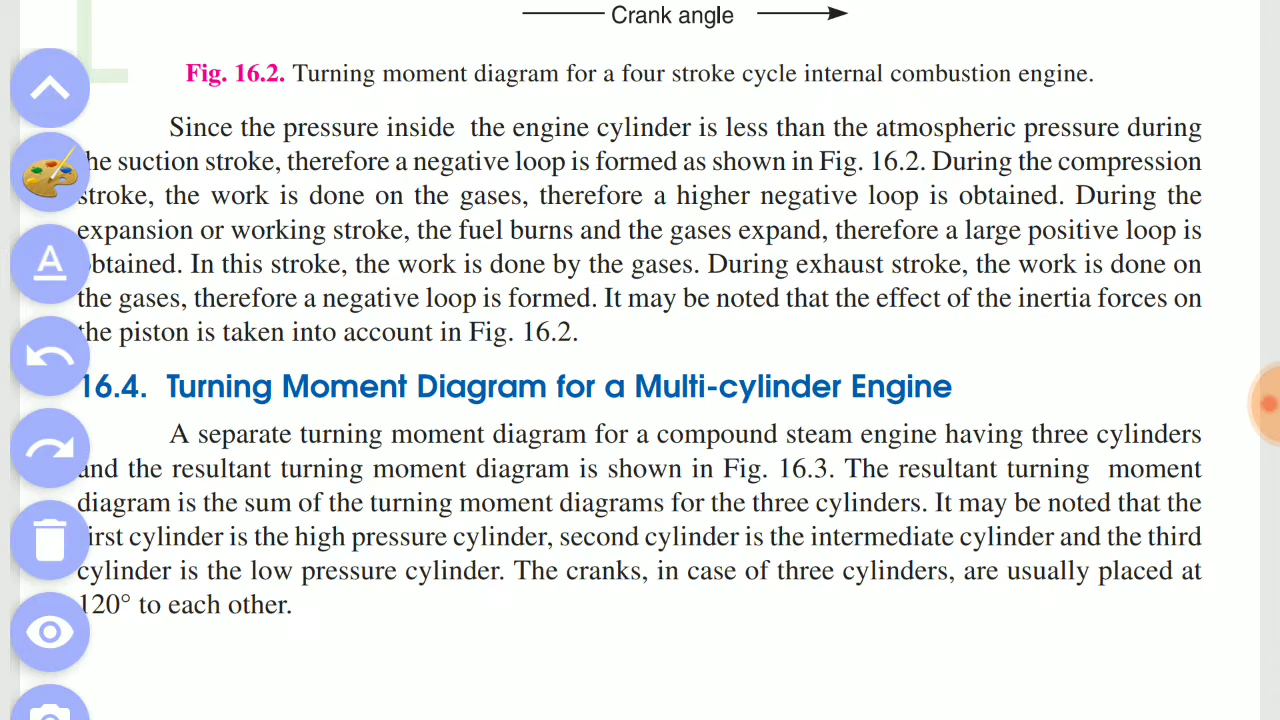 Crank angle
Fig. 16.2. Turning moment diagram for a four stroke cycle internal combustion engine.
Since the pressure inside the engine cylinder is less than the atmospheric pressure during
he suction stroke, therefore a negative loop is formed as shown in Fig. 16.2. During the compression
stroke, the work is done on the gases, therefore a higher negative loop is obtained. During the
expansion or working stroke, the fuel burns and the gases expand, therefore a large positive loop is
btained. In this stroke, the work is done by the gases. During exhaust stroke, the work is done on
the gases, therefore a negative loop is formed. It may be noted that the effect of the inertia forces on
the piston is taken into account in Fig. 16.2.
16.4. Turning Moment Diagram for a Multi-cylinder Engine
A separate turning moment diagram for a compound steam engine having three cylinders
and the resultant turning moment diagram is shown in Fig. 16.3. The resultant turning moment
diagram is the sum of the turning moment diagrams for the three cylinders. It may be noted that the
irst cylinder is the high pressure cylinder, second cylinder is the intermediate cylinder and the third
cylinder is the low pressure cylinder. The cranks, in case of three cylinders, are usually placed at
120° to each other.
A